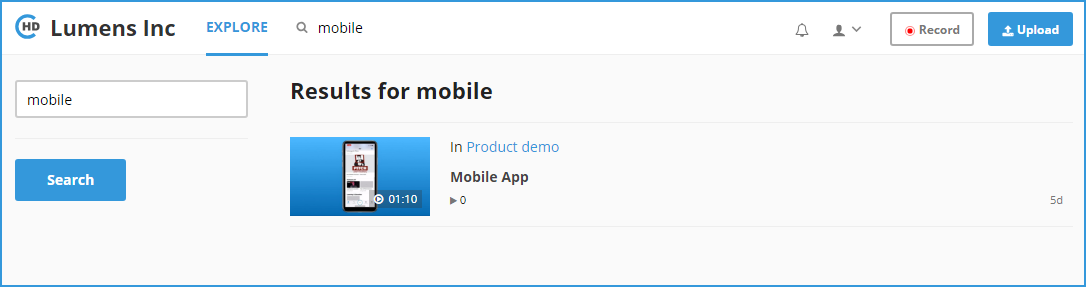 HD Lumens Inc EXPLORE mobile Record Upload
mobile
Search
Results for mobile
In Product demo
Mobile App
01:10
0 5d